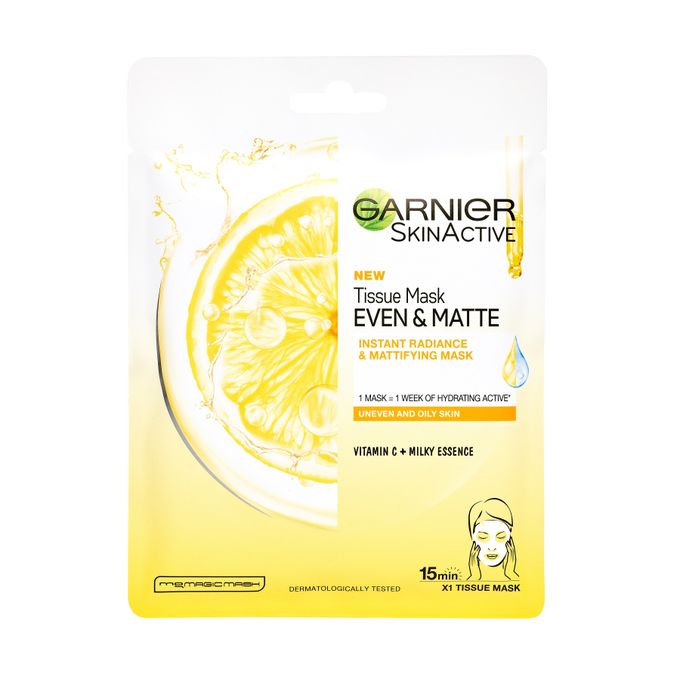 GARNIER
SKINACTIVE
NEW
Tissue Mask
EVEN & MATTE
INSTANT RADIANCE
& MATTIFYING MASK
1 MASK = 1 WEEK OF HYDRATING ACTIVE*
UNEVEN AND OILY SKIN
VITAMIN C + MILKY ESSENCE
15min
X1 TISSUE MASK
DERMATOLOGICALLY TESTED